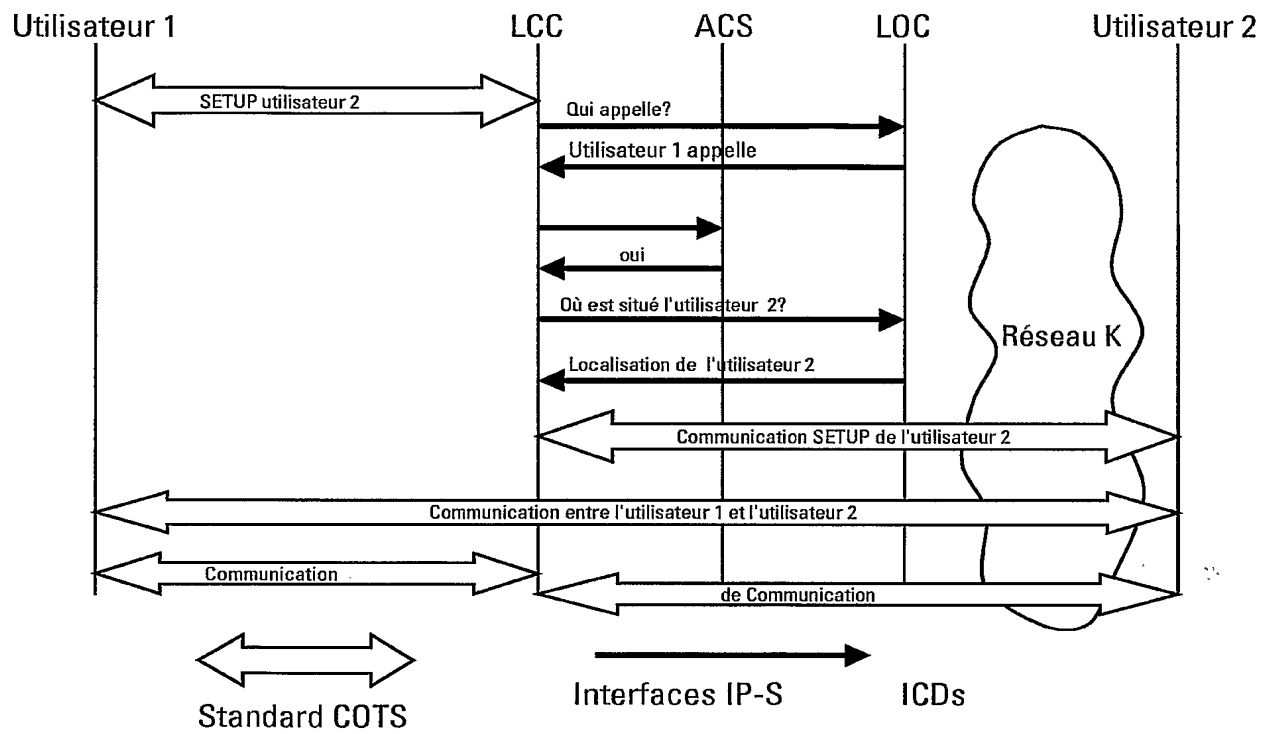 Utilisateur 1 LCC ACS LOC Utilisateur 2
SETUP utilisateur 2
Qui appelle?
Utilisateur 1 appelle
oui
Où est situé l'utilisateur 2?
Réseau K
Localisation de l'utilisateur 2
Communication SETUP de l'utilisateur 2
Communication entre l'utilisateur 1 et l'utilisateur 2
Communication
de Communication
Interfaces IP-S ICDs
Standard COTS